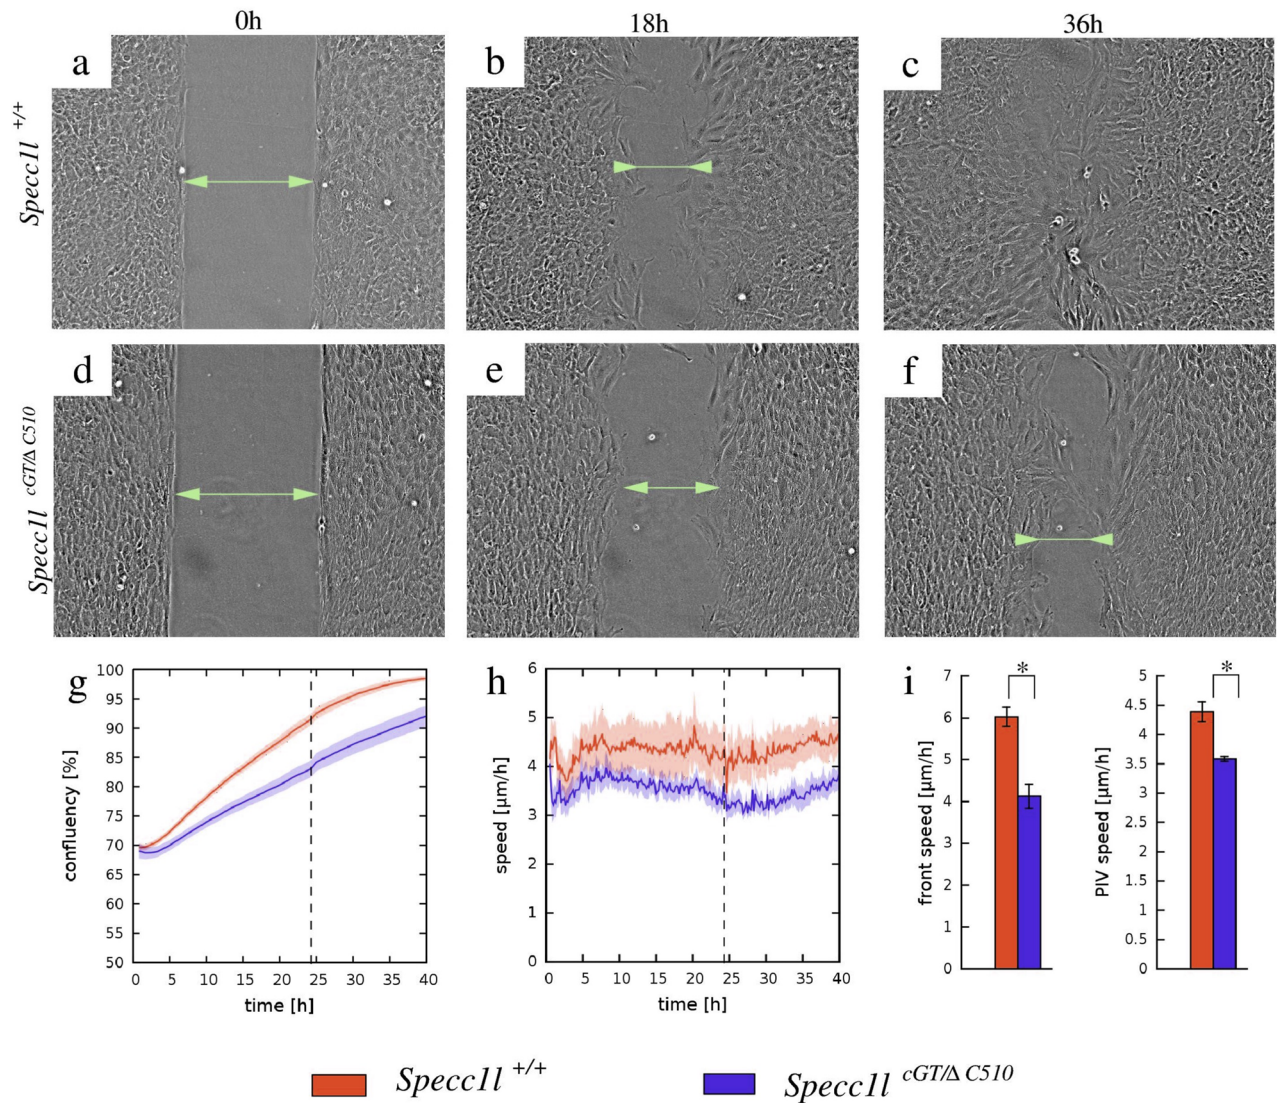 0h 18h 36h
a b c
Specc1l +/+
d e f
Specc1l cGT/Δ C510
g
100
95
90
85
80
75
70
65
60
55
50
confluency [%]
0 5 10 15 20 25 30 35 40
time [h]
h
6
5
4
3
2
1
0
speed [μm/h]
0 5 10 15 20 25 30 35 40
time [h]
i
7
6
5
4
3
2
1
0
front speed [μm/h]
*
5
4.5
4
3.5
3
2.5
2
1.5
1
0.5
0
PIV speed [μm/h]
*
Specc1l +/+ Specc1l cGT/Δ C510